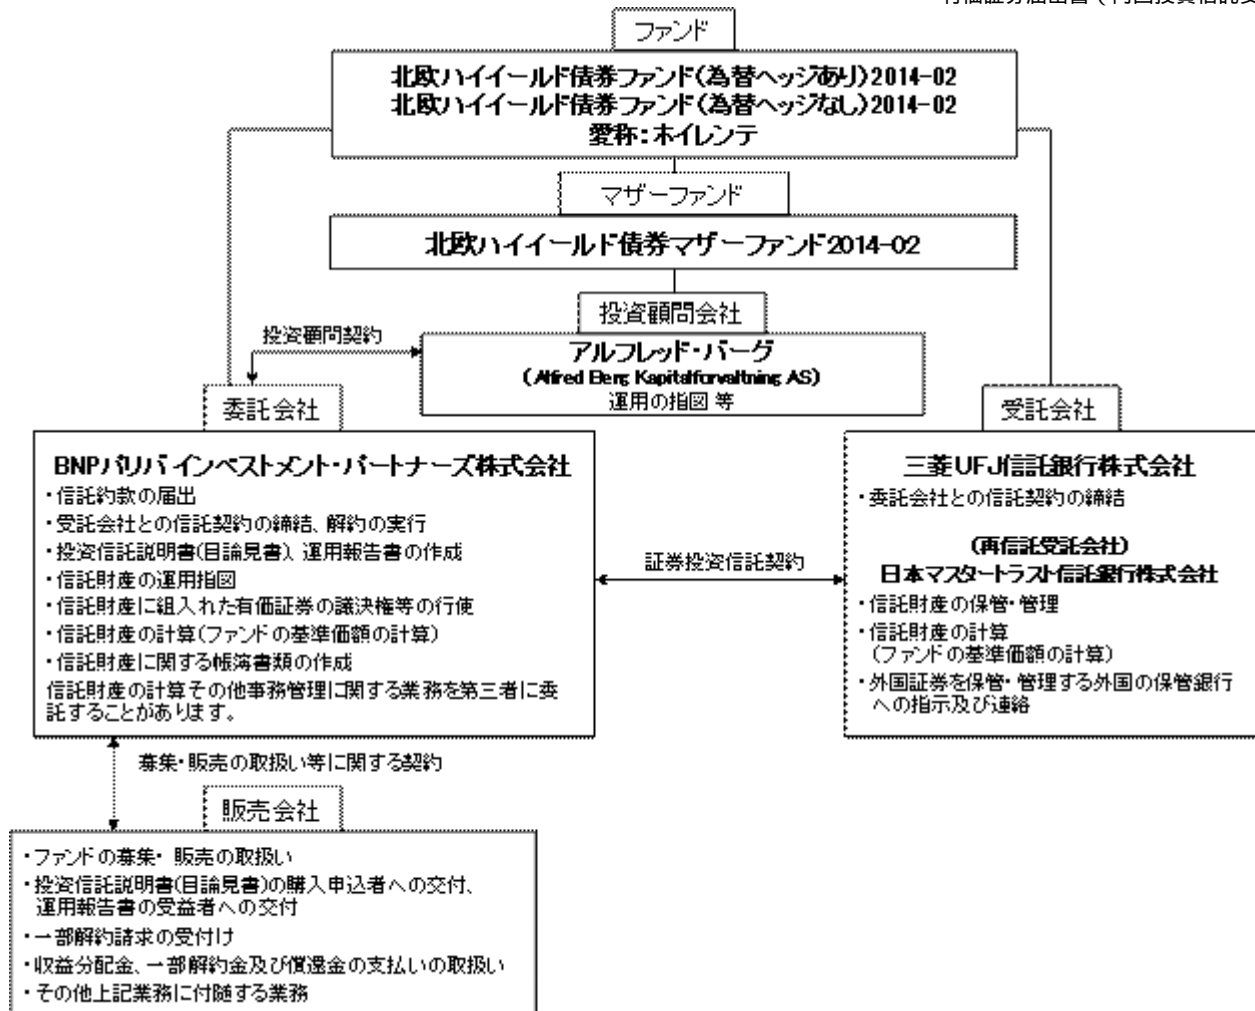 有価証券届出書（内国投資信託受
ファンド
北欧ハイイールド債券ファンド(為替ヘッジあり)2014-02
北欧ハイイールド債券ファンド(為替ヘッジなし)2014-02
愛称：ホイレンテ
マザーファンド
北欧ハイイールド債券マザーファンド2014-02
投資顧問会社
投資顧問契約
アルフレッド・バーグ
(Alfred Berg Kapitalforvaltning AS)
運用の指図 等
委託会社
受託会社
BNPパリバ インベストメント・パートナーズ株式会社
・信託約款の届出
・受託会社との信託契約の締結、解約の実行
・投資信託説明書(目論見書)、運用報告書の作成
・信託財産の運用指図
・信託財産に組入れた有価証券の議決権等の行使
・信託財産の計算(ファンドの基準価額の計算)
・信託財産に関する帳簿書類の作成
信託財産の計算その他事務管理に関する業務を第三者に委
託することがあります。
証券投資信託契約
三菱UFJ信託銀行株式会社
・委託会社との信託契約の締結
(再信託受託会社)
日本マスタートラスト信託銀行株式会社
・信託財産の保管・管理
・信託財産の計算
(ファンドの基準価額の計算)
・外国証券を保管・管理する外国の保管銀行
への指示及び連絡
募集・販売の取扱い等に関する契約
販売会社
・ファンドの募集・ 販売の取扱い
・投資信託説明書(目論見書)の購入申込者への交付、
運用報告書の受益者への交付
・一部解約請求の受付け
・収益分配金、一部解約金及び償還金の支払いの取扱い
・その他上記業務に付随する業務